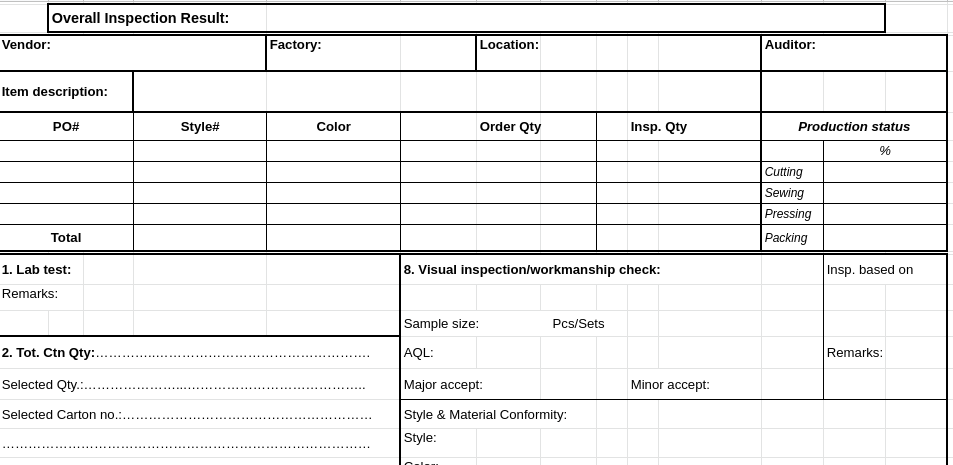 Overall Inspection Result:
Vendor: Factory: Location: Auditor:
Item description:
PO# Style# Color Order Qty Insp. Qty Production status
%
Cutting
Sewing
Pressing
Total Packing
1. Lab test: 8. Visual inspection/workmanship check: Insp. based on
Remarks:
Sample size: Pcs/Sets
2. Tot. Ctn Qty:………………………………………………………. AQL: Remarks:
Selected Qty.:…………………………………………………….. Major accept: Minor accept:
Selected Carton no.:………………………………………………… Style & Material Conformity:
Style:
…………………………………………………………………………
Color: